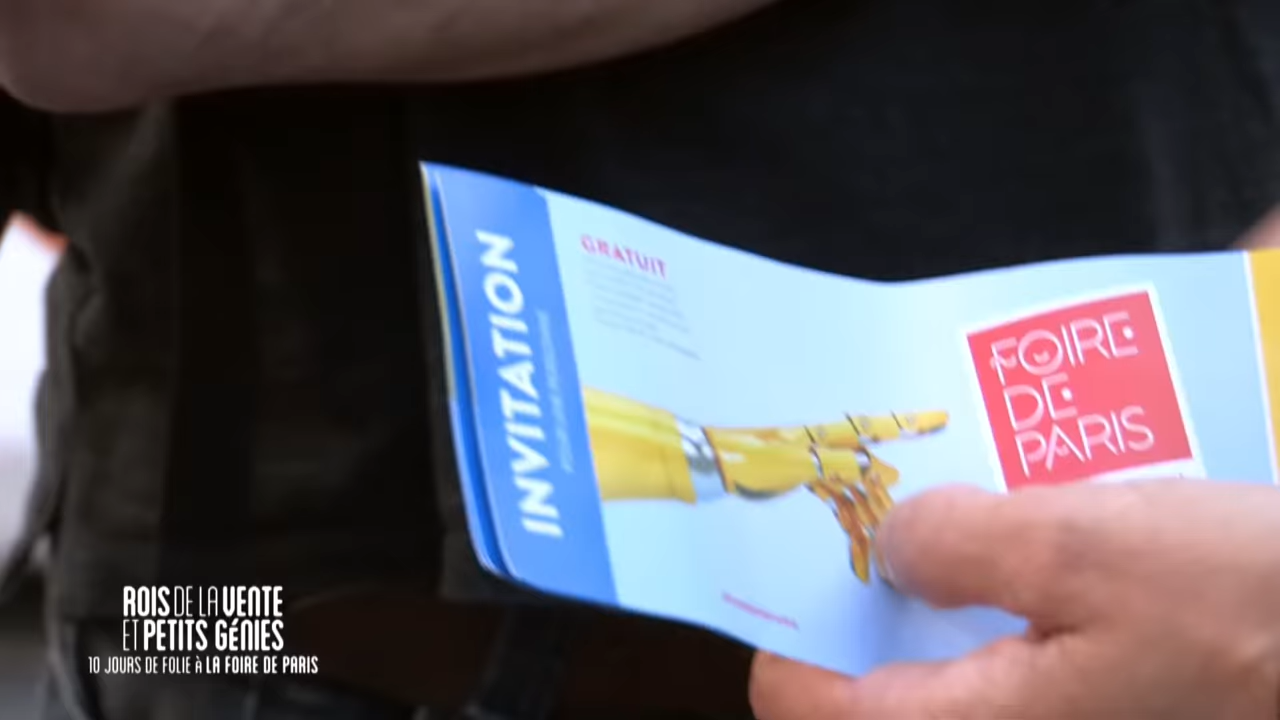 INVITATION
GRATUIT
FOIRE
DE
PARIS
ROIS DE LA VENTE
ET PETITS GÉNIES
10 JOURS DE FOLIE à LA FOIRE DE PARIS